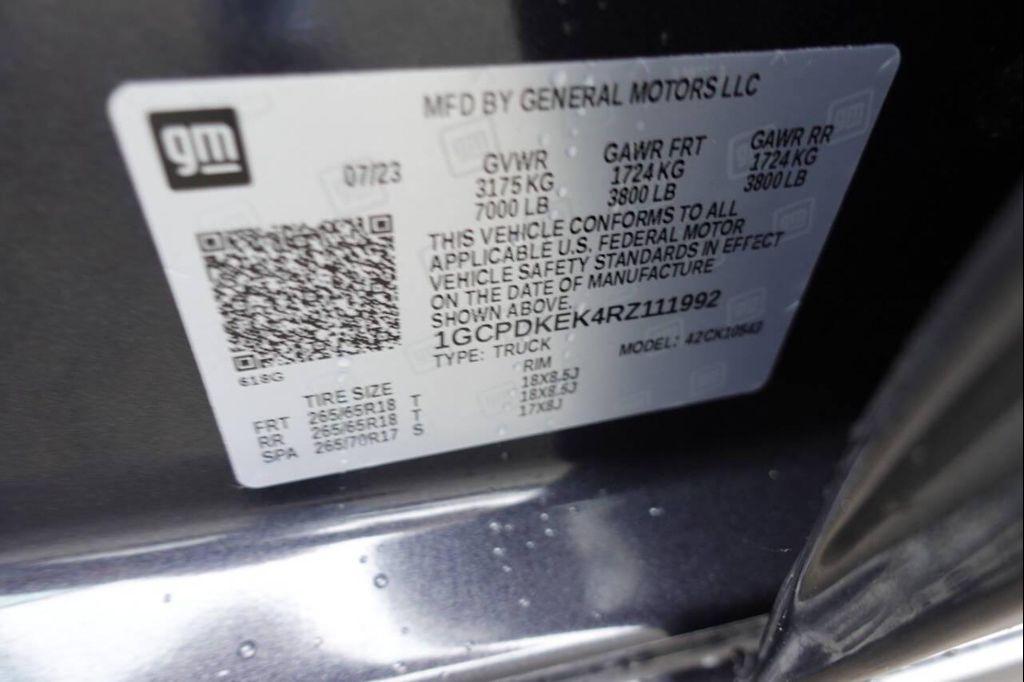 MFD BY GENERAL MOTORS LLC
gm
07/23
GVWR GAWR FRT GAWR RR
3175 KG 1724 KG 1724 KG
7000 LB 3800 LB 3800 LB
THIS VEHICLE CONFORMS TO ALL
APPLICABLE U.S. FEDERAL MOTOR
VEHICLE SAFETY STANDARDS IN EFFECT
ON THE DATE OF MANUFACTURE
SHOWN ABOVE.
1GCPDKEK4RZ111992
TYPE: TRUCK MODEL: 42CK10543
618G
TIRE SIZE RIM
FRT 265/65R18 T 18X8.5J
RR 265/65R18 T 18X8.5J
SPA 265/70R17 S 17X8J